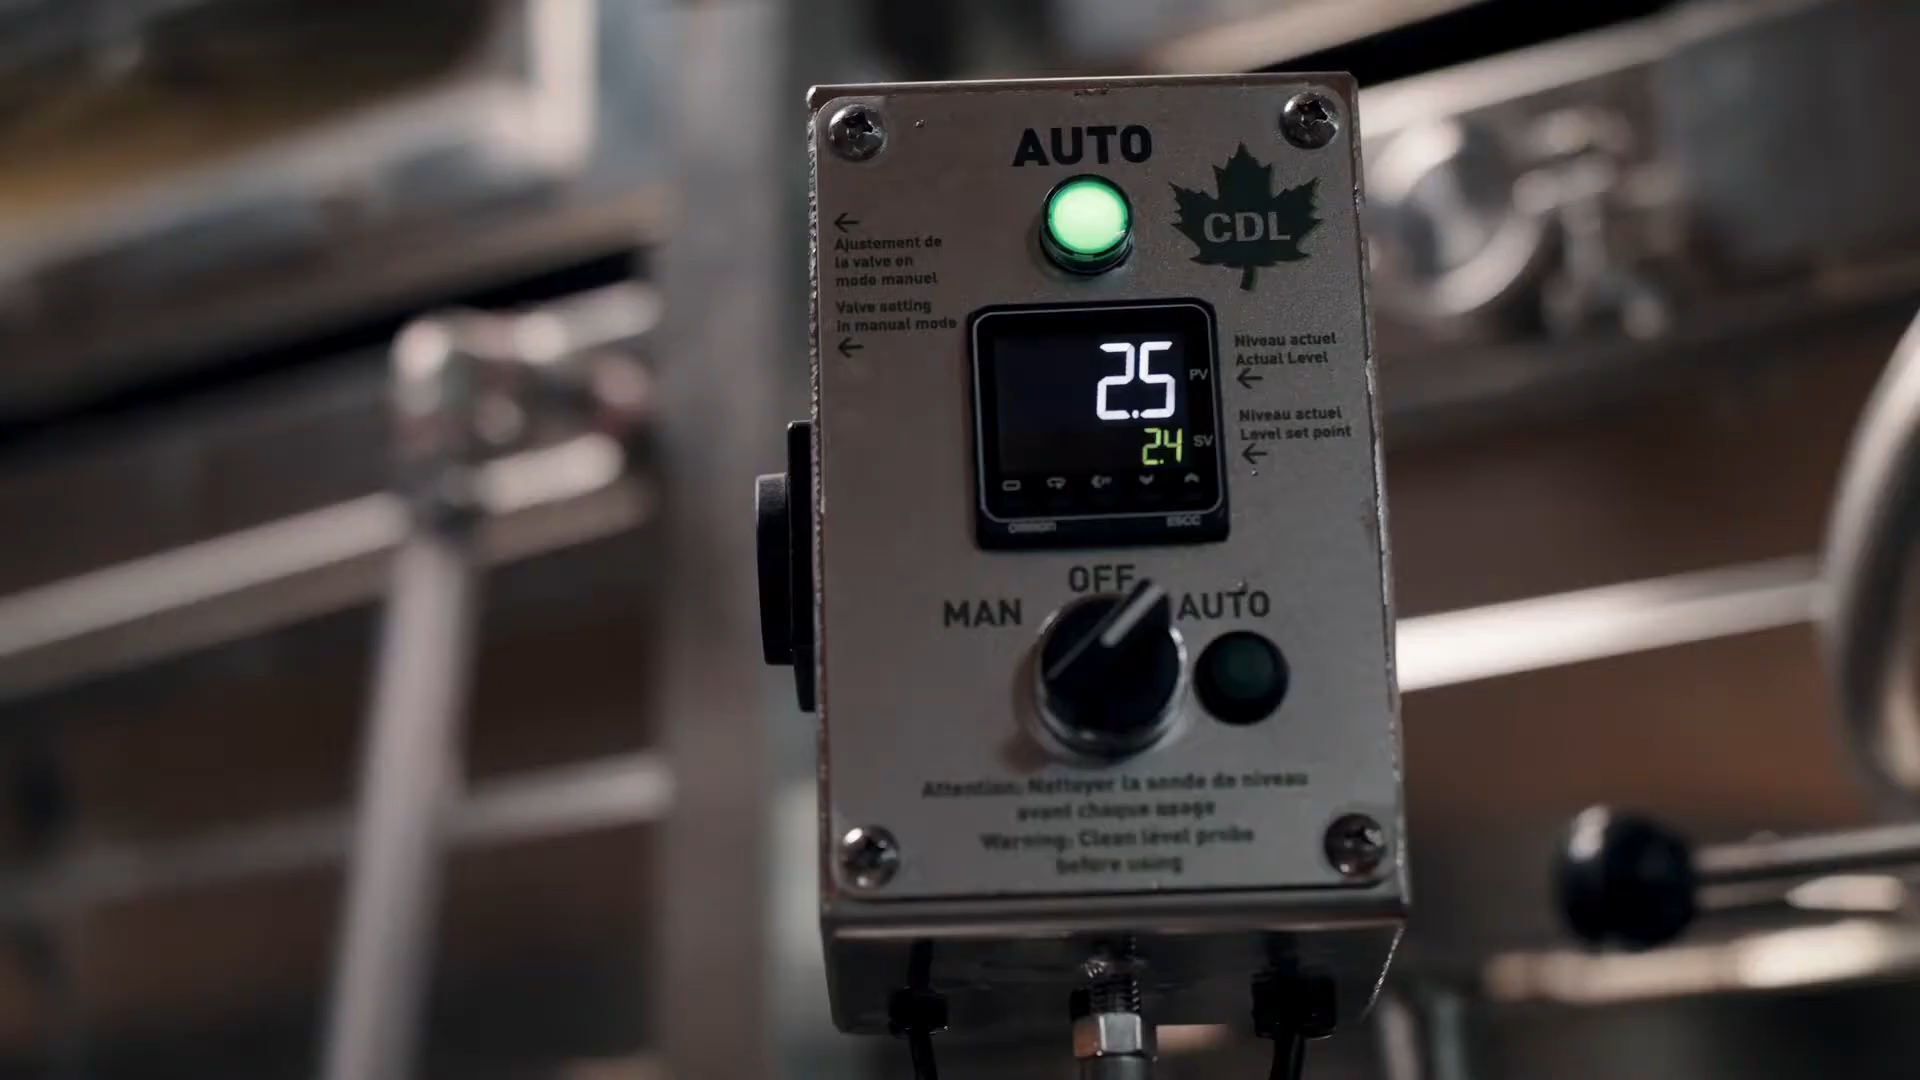 AUTO
CDL
←
Ajustement de
la valve en
mode manuel
Valve setting
In manual mode
←
2.5 PV
2.4 SV
Niveau actuel
Actual Level
←
Niveau actuel
Level set point
←
OMRON E5CC
OFF
MAN AUTO
Attention: Nettoyer la sonde de niveau
avant chaque usage
Warning: Clean level probe
before using